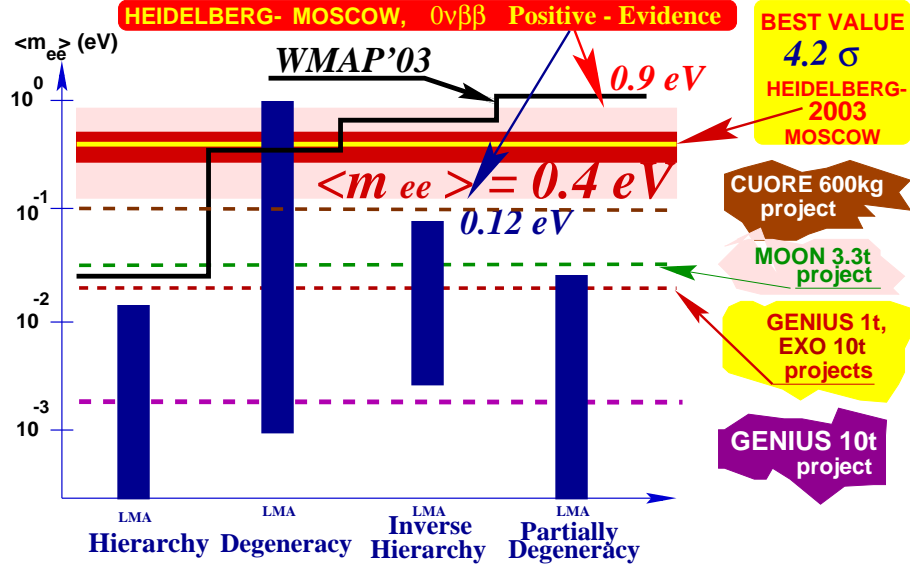 HEIDELBERG- MOSCOW, 0νββ Positive - Evidence
<m ee > (eV)
WMAP'03
0.9 eV
BEST VALUE
4.2 σ
HEIDELBERG-
2003
MOSCOW
10 0
<m ee > = 0.4 eV
10 -1
0.12 eV
CUORE 600kg
project
MOON 3.3t
project
10 -2
GENIUS 1t,
EXO 10t
projects
10 -3
GENIUS 10t
project
LMA LMA LMA LMA
Hierarchy Degeneracy Inverse Hierarchy Partially Degeneracy